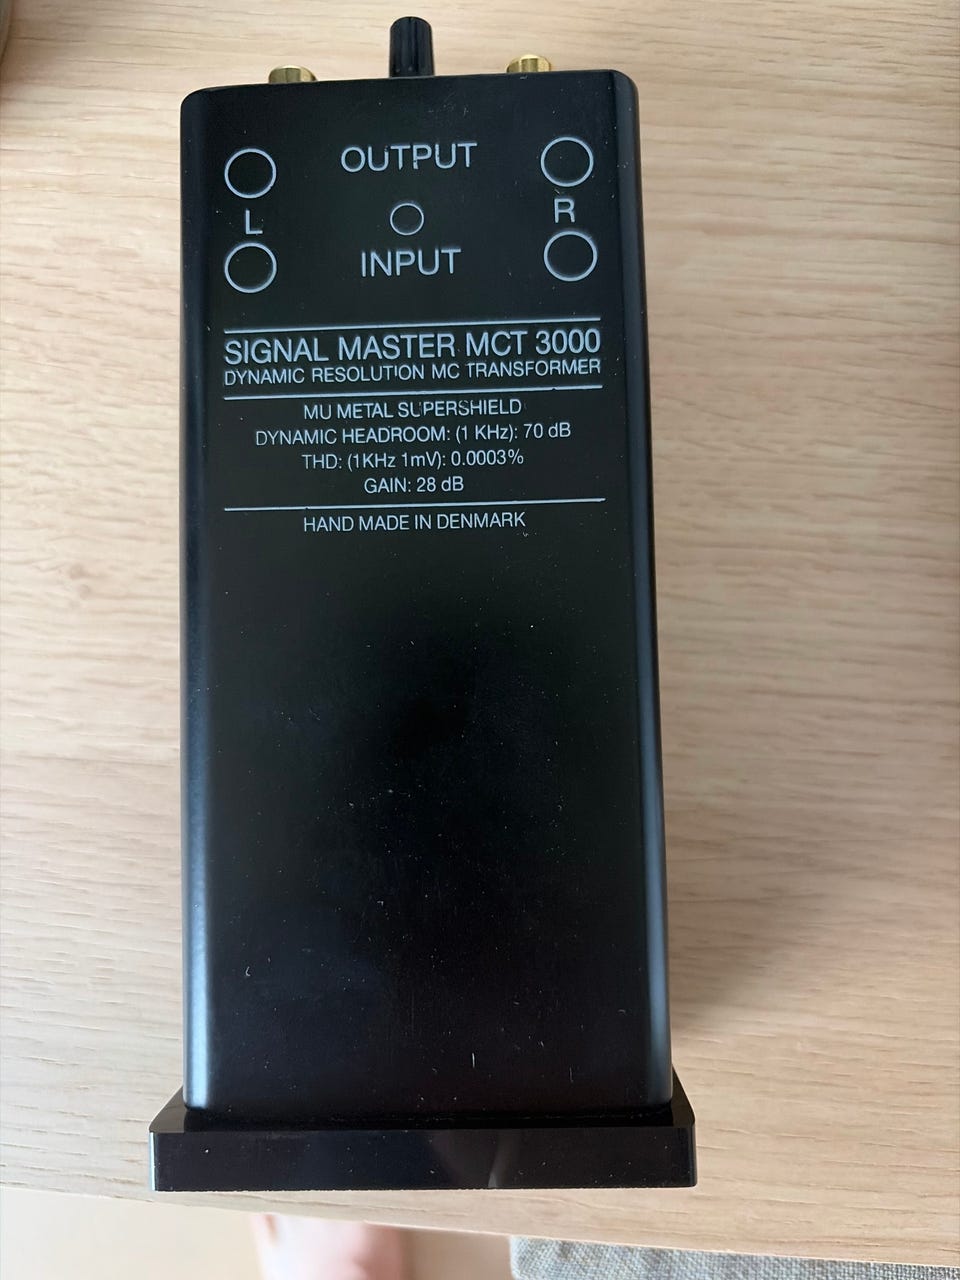 OUTPUT
L
R
INPUT
SIGNAL MASTER MCT 3000
DYNAMIC RESOLUTION MC TRANSFORMER
MU METAL SUPERSHIELD
DYNAMIC HEADROOM: (1 KHz): 70 dB
THD: (1KHz 1mV): 0.0003%
GAIN: 28 dB
HAND MADE IN DENMARK